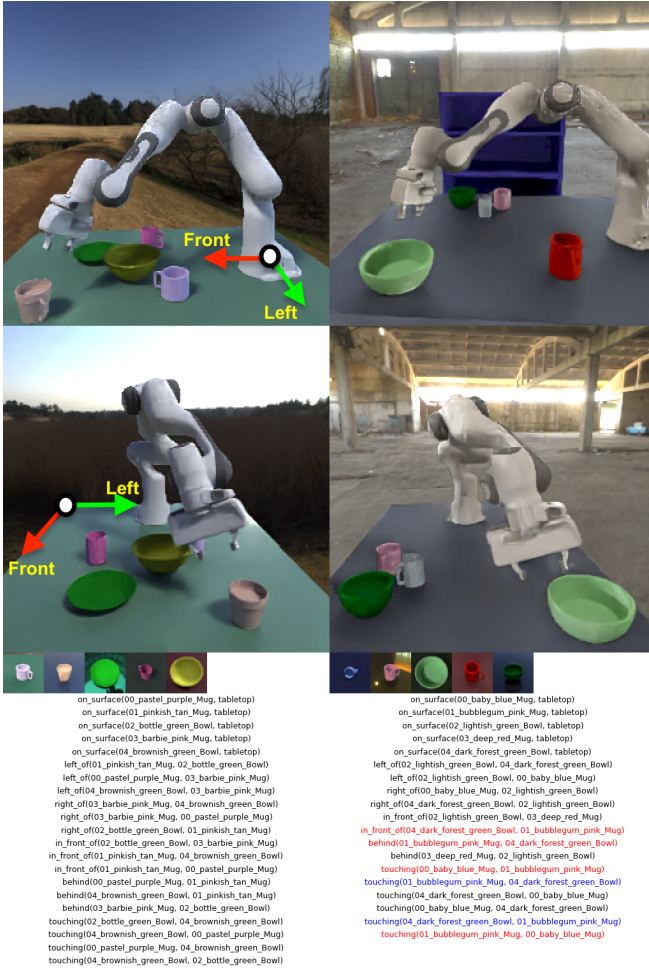 Front
Left
Left
Front
on_surface(00_pastel_purple_Mug, tabletop)
on_surface(01_pinkish_tan_Mug, tabletop)
on_surface(02_bottle_green_Bowl, tabletop)
on_surface(03_barbie_pink_Mug, tabletop)
on_surface(04_brownish_green_Bowl, tabletop)
left_of(01_pinkish_tan_Mug, 02_bottle_green_Bowl)
left_of(00_pastel_purple_Mug, 03_barbie_pink_Mug)
left_of(04_brownish_green_Bowl, 03_barbie_pink_Mug)
right_of(03_barbie_pink_Mug, 04_brownish_green_Bowl)
right_of(03_barbie_pink_Mug, 00_pastel_purple_Mug)
right_of(02_bottle_green_Bowl, 01_pinkish_tan_Mug)
in_front_of(02_bottle_green_Bowl, 03_barbie_pink_Mug)
in_front_of(01_pinkish_tan_Mug, 04_brownish_green_Bowl)
in_front_of(01_pinkish_tan_Mug, 00_pastel_purple_Mug)
behind(00_pastel_purple_Mug, 01_pinkish_tan_Mug)
behind(04_brownish_green_Bowl, 01_pinkish_tan_Mug)
behind(03_barbie_pink_Mug, 02_bottle_green_Bowl)
touching(02_bottle_green_Bowl, 04_brownish_green_Bowl)
touching(04_brownish_green_Bowl, 00_pastel_purple_Mug)
touching(00_pastel_purple_Mug, 04_brownish_green_Bowl)
touching(04_brownish_green_Bowl, 02_bottle_green_Bowl)
on_surface(00_baby_blue_Mug, tabletop)
on_surface(01_bubblegum_pink_Mug, tabletop)
on_surface(02_lightish_green_Bowl, tabletop)
on_surface(03_deep_red_Mug, tabletop)
on_surface(04_dark_forest_green_Bowl, tabletop)
left_of(02_lightish_green_Bowl, 04_dark_forest_green_Bowl)
left_of(02_lightish_green_Bowl, 00_baby_blue_Mug)
right_of(00_baby_blue_Mug, 02_lightish_green_Bowl)
right_of(04_dark_forest_green_Bowl, 02_lightish_green_Bowl)
in_front_of(02_lightish_green_Bowl, 03_deep_red_Mug)
in_front_of(04_dark_forest_green_Bowl, 01_bubblegum_pink_Mug)
behind(01_bubblegum_pink_Mug, 04_dark_forest_green_Bowl)
behind(03_deep_red_Mug, 02_lightish_green_Bowl)
touching(00_baby_blue_Mug, 01_bubblegum_pink_Mug)
touching(01_bubblegum_pink_Mug, 04_dark_forest_green_Bowl)
touching(04_dark_forest_green_Bowl, 00_baby_blue_Mug)
touching(00_baby_blue_Mug, 04_dark_forest_green_Bowl)
touching(04_dark_forest_green_Bowl, 01_bubblegum_pink_Mug)
touching(01_bubblegum_pink_Mug, 00_baby_blue_Mug)